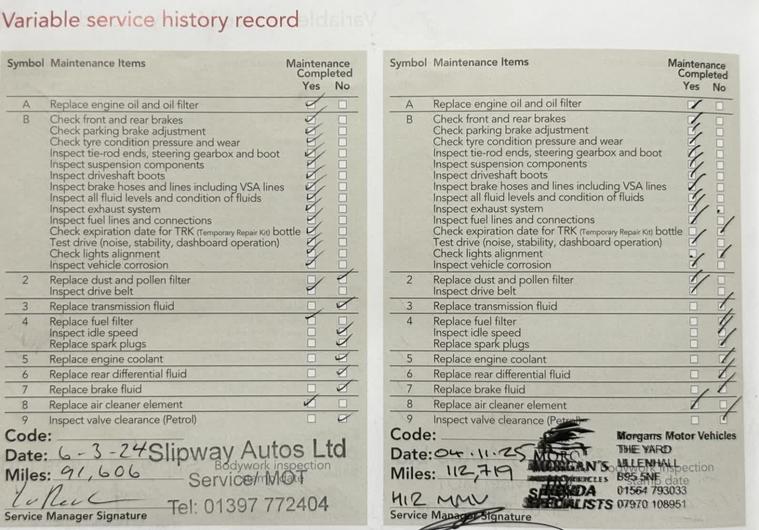 Variable service history record
Symbol Maintenance Items Maintenance Completed
Yes No
A Replace engine oil and oil filter
B Check front and rear brakes
Check parking brake adjustment
Check tyre condition pressure and wear
Inspect tie-rod ends, steering gearbox and boot
Inspect suspension components
Inspect driveshaft boots
Inspect brake hoses and lines including VSA lines
Inspect all fluid levels and condition of fluids
Inspect exhaust system
Inspect fuel lines and connections
Check expiration date for TRK (Temporary Repair Kit) bottle
Test drive (noise, stability, dashboard operation)
Check lights alignment
Inspect vehicle corrosion
2 Replace dust and pollen filter
Inspect drive belt
3 Replace transmission fluid
4 Replace fuel filter
Inspect idle speed
Replace spark plugs
5 Replace engine coolant
6 Replace rear differential fluid
7 Replace brake fluid
8 Replace air cleaner element
9 Inspect valve clearance (Petrol)
Code:
Date: 6-3-24 Slipway Autos Ltd
Bodywork inspection
Miles: 91,606 Service/MOT
Tel: 01397 772404
Service Manager Signature
Symbol Maintenance Items Maintenance Completed
Yes No
A Replace engine oil and oil filter
B Check front and rear brakes
Check parking brake adjustment
Check tyre condition pressure and wear
Inspect tie-rod ends, steering gearbox and boot
Inspect suspension components
Inspect driveshaft boots
Inspect brake hoses and lines including VSA lines
Inspect all fluid levels and condition of fluids
Inspect exhaust system
Inspect fuel lines and connections
Check expiration date for TRK (Temporary Repair Kit) bottle
Test drive (noise, stability, dashboard operation)
Check lights alignment
Inspect vehicle corrosion
2 Replace dust and pollen filter
Inspect drive belt
3 Replace transmission fluid
4 Replace fuel filter
Inspect idle speed
Replace spark plugs
5 Replace engine coolant
6 Replace rear differential fluid
7 Replace brake fluid
8 Replace air cleaner element
9 Inspect valve clearance
Code: Morgans Motor Vehicles
Date: 04.11.25 THE YARD
ULLENHALL
Miles: 112,719 MORGAN'S B95 5NE
01564 793033
H12 MMV SPECIALISTS 07970 108951
Service Manager Signature